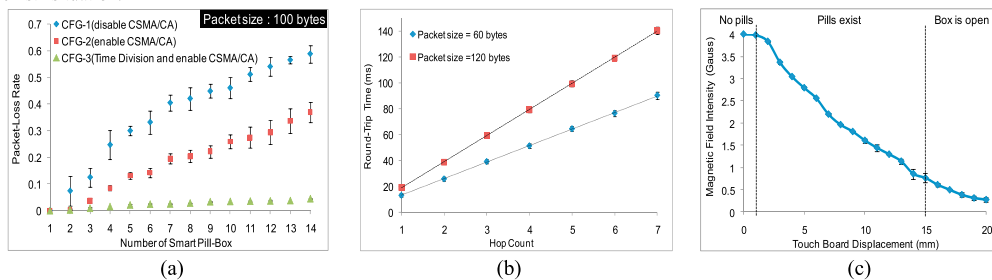 Packet size : 100 bytes
CFG-1(disable CSMA/CA)
CFG-2(enable CSMA/CA)
CFG-3(Time Division and enable CSMA/CA)
Packet-Loss Rate
0.7
0.6
0.5
0.4
0.3
0.2
0.1
0
1 2 3 4 5 6 7 8 9 10 11 12 13 14
Number of Smart Pill-Box
(a)
Packet size = 60 bytes
Packet size =120 bytes
Round-Trip Time (ms)
140
120
100
80
60
40
20
0
1 2 3 4 5 6 7
Hop Count
(b)
No pills Pills exist Box is open
Magnetic Field Intensity (Gauss)
4
3.5
3
2.5
2
1.5
1
0.5
0
0 5 10 15 20
Touch Board Displacement (mm)
(c)